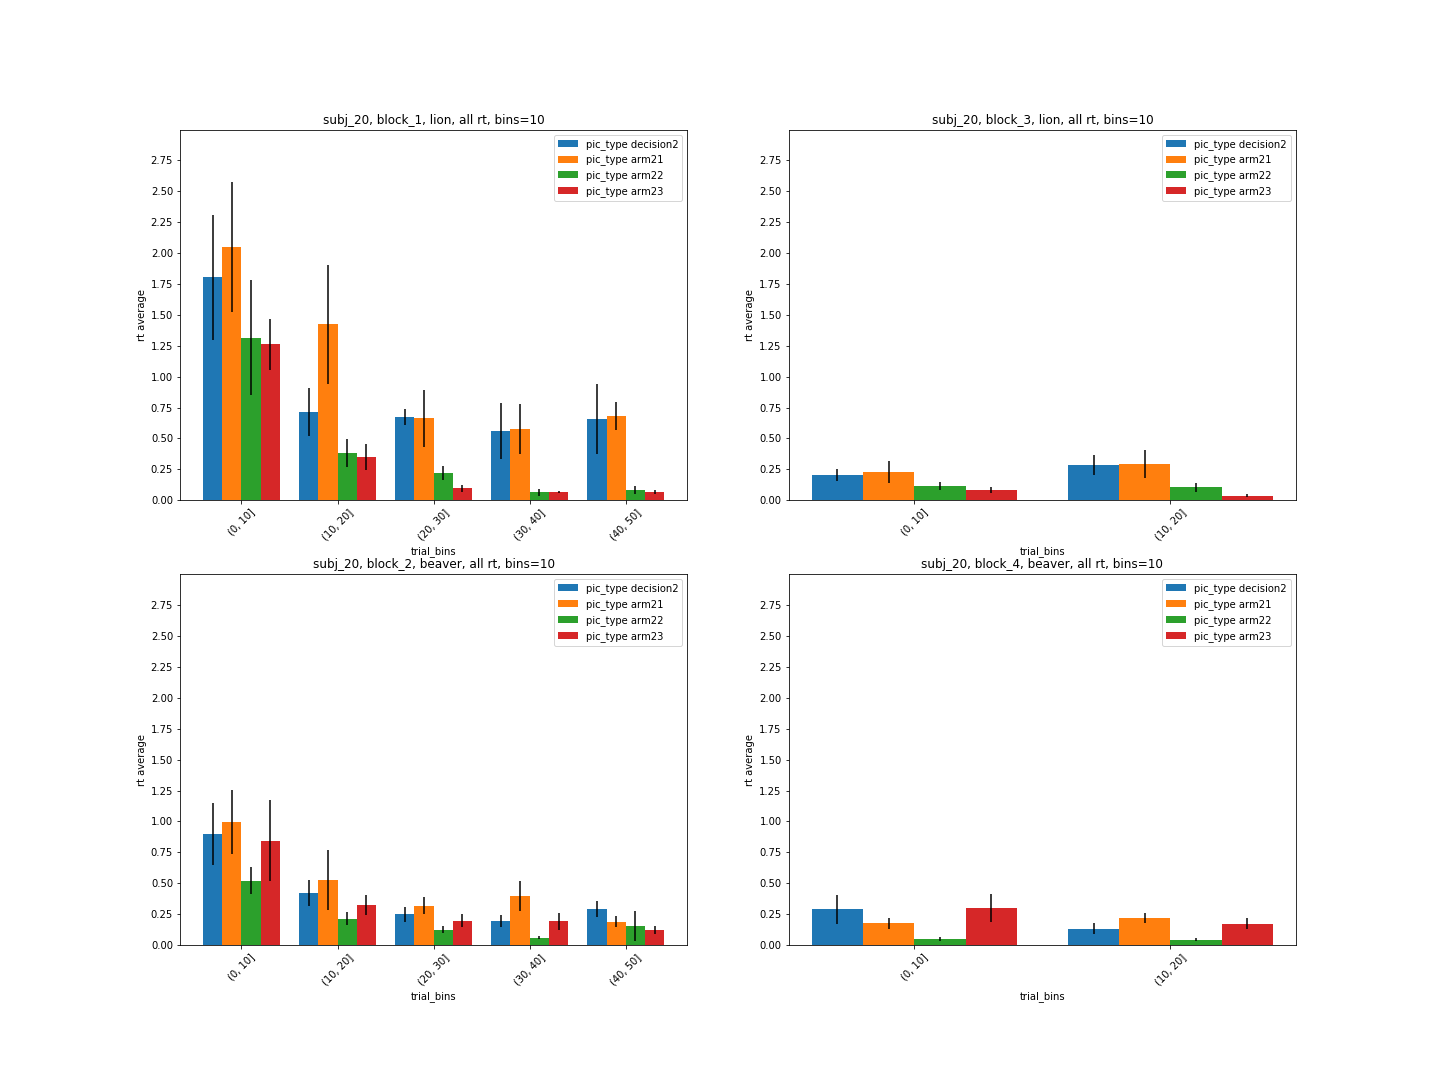 subj_20, block_1, lion, all rt, bins=10
pic_type decision2
pic_type arm21
pic_type arm22
pic_type arm23
2.75
2.50
2.25
2.00
1.75
1.50
1.25
1.00
0.75
0.50
0.25
0.00
rt average
(0, 10]
(10, 20]
(20, 30]
(30, 40]
(40, 50]
trial_bins
subj_20, block_3, lion, all rt, bins=10
pic_type decision2
pic_type arm21
pic_type arm22
pic_type arm23
2.75
2.50
2.25
2.00
1.75
1.50
1.25
1.00
0.75
0.50
0.25
0.00
rt average
(0, 10]
(10, 20]
trial_bins
subj_20, block_2, beaver, all rt, bins=10
pic_type decision2
pic_type arm21
pic_type arm22
pic_type arm23
2.75
2.50
2.25
2.00
1.75
1.50
1.25
1.00
0.75
0.50
0.25
0.00
rt average
(0, 10]
(10, 20]
(20, 30]
(30, 40]
(40, 50]
trial_bins
subj_20, block_4, beaver, all rt, bins=10
pic_type decision2
pic_type arm21
pic_type arm22
pic_type arm23
2.75
2.50
2.25
2.00
1.75
1.50
1.25
1.00
0.75
0.50
0.25
0.00
rt average
(0, 10]
(10, 20]
trial_bins